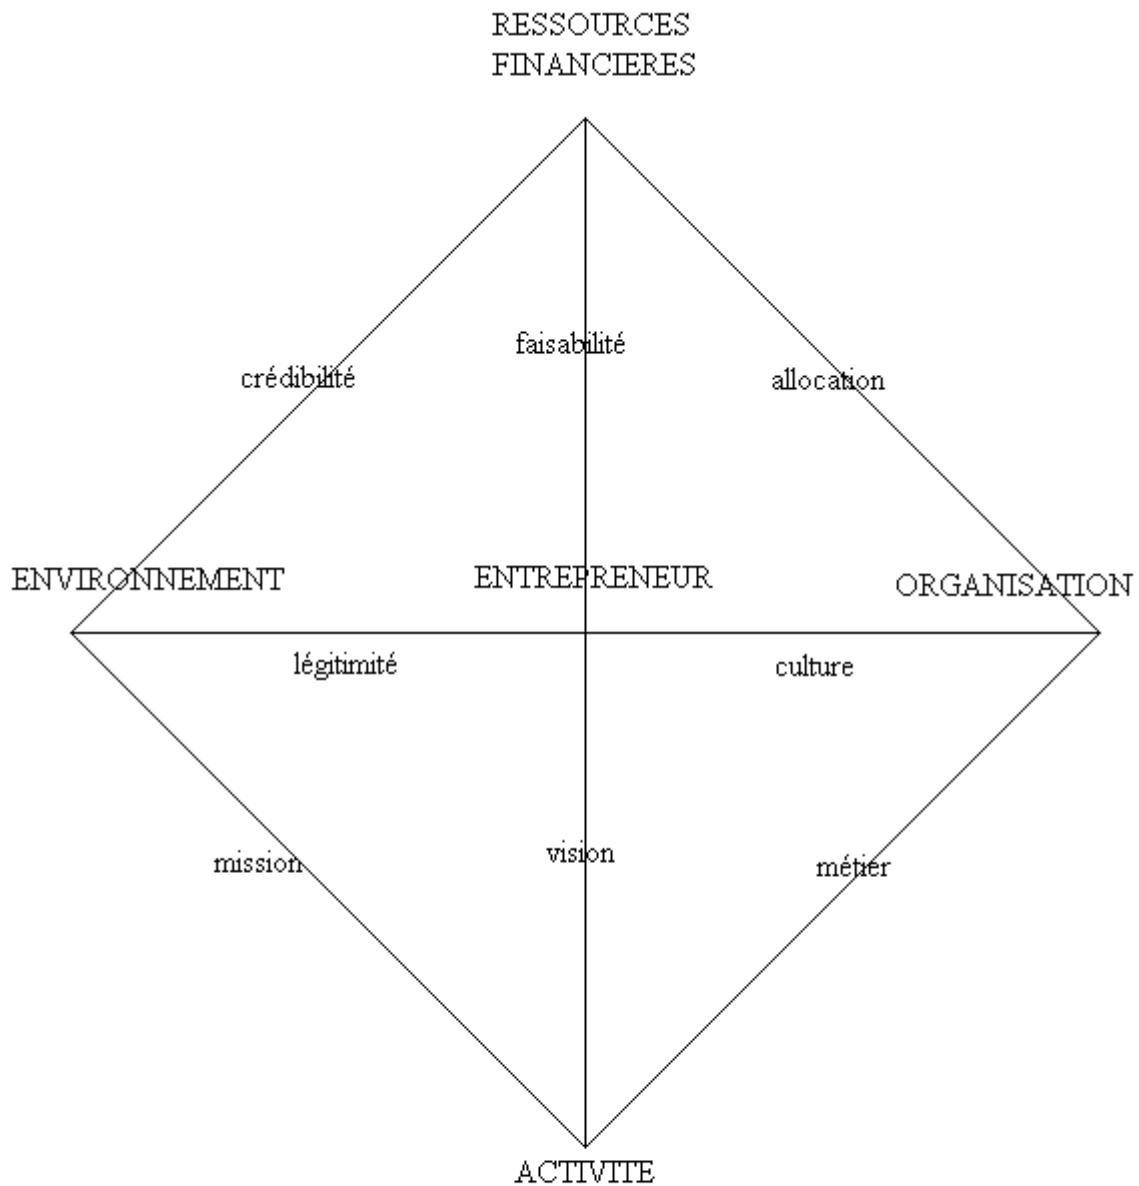 RESSOURCES
FINANCIERES
faisabilité
crédibilité
allocation
ENVIRONNEMENT
ENTREPRENEUR
ORGANISATION
légitimité
culture
vision
mission
métier
ACTIVITE